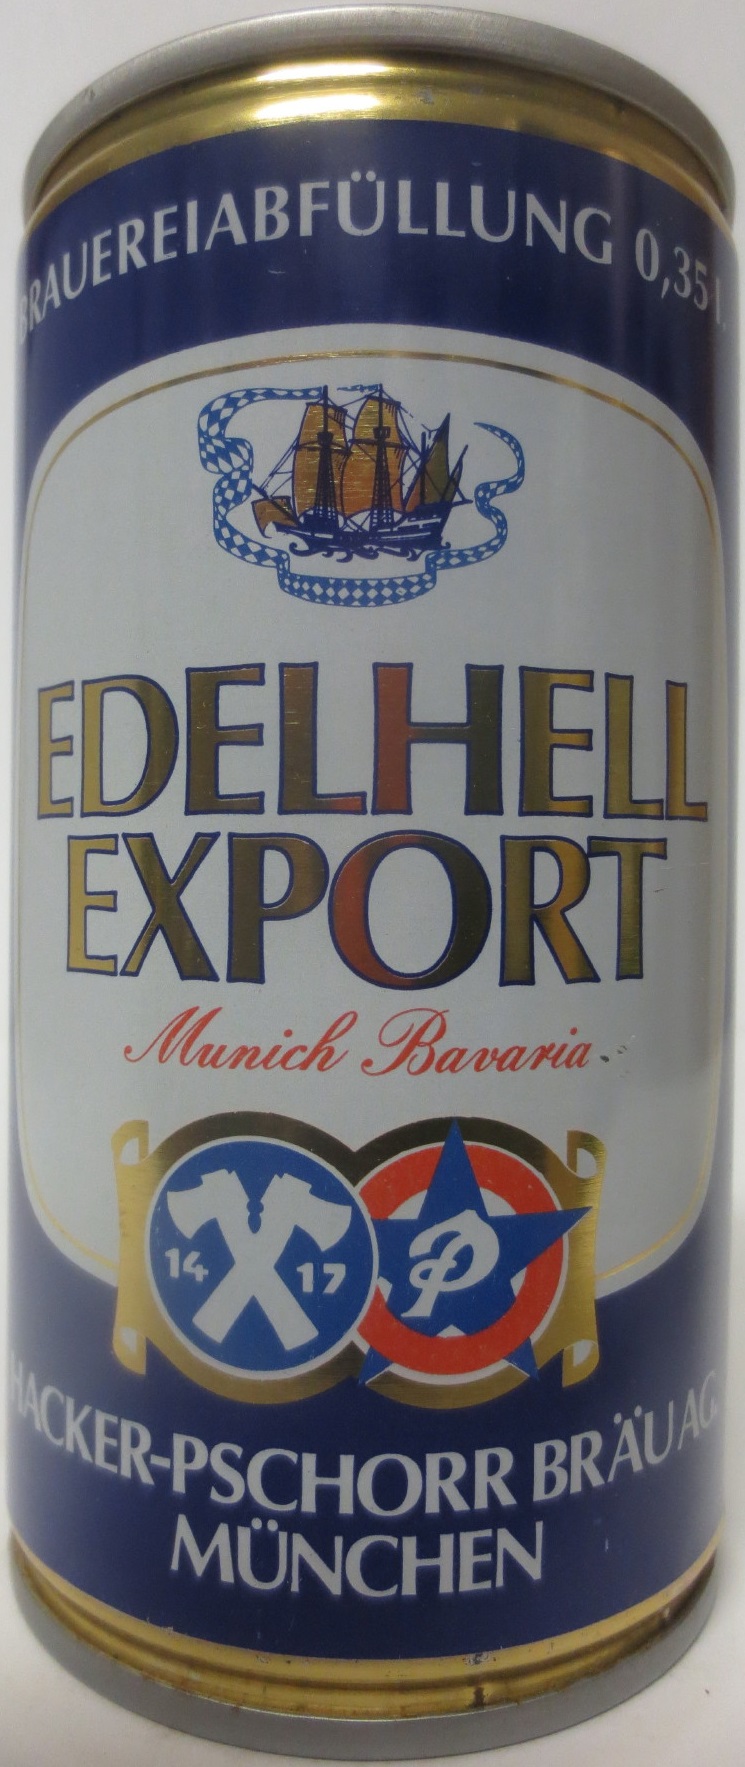 BRAUEREIABFÜLLUNG 0,35 l.
EDELHELL
EXPORT
Munich Bavaria
14 17
P
HACKER-PSCHORR BRÄU AG.
MÜNCHEN